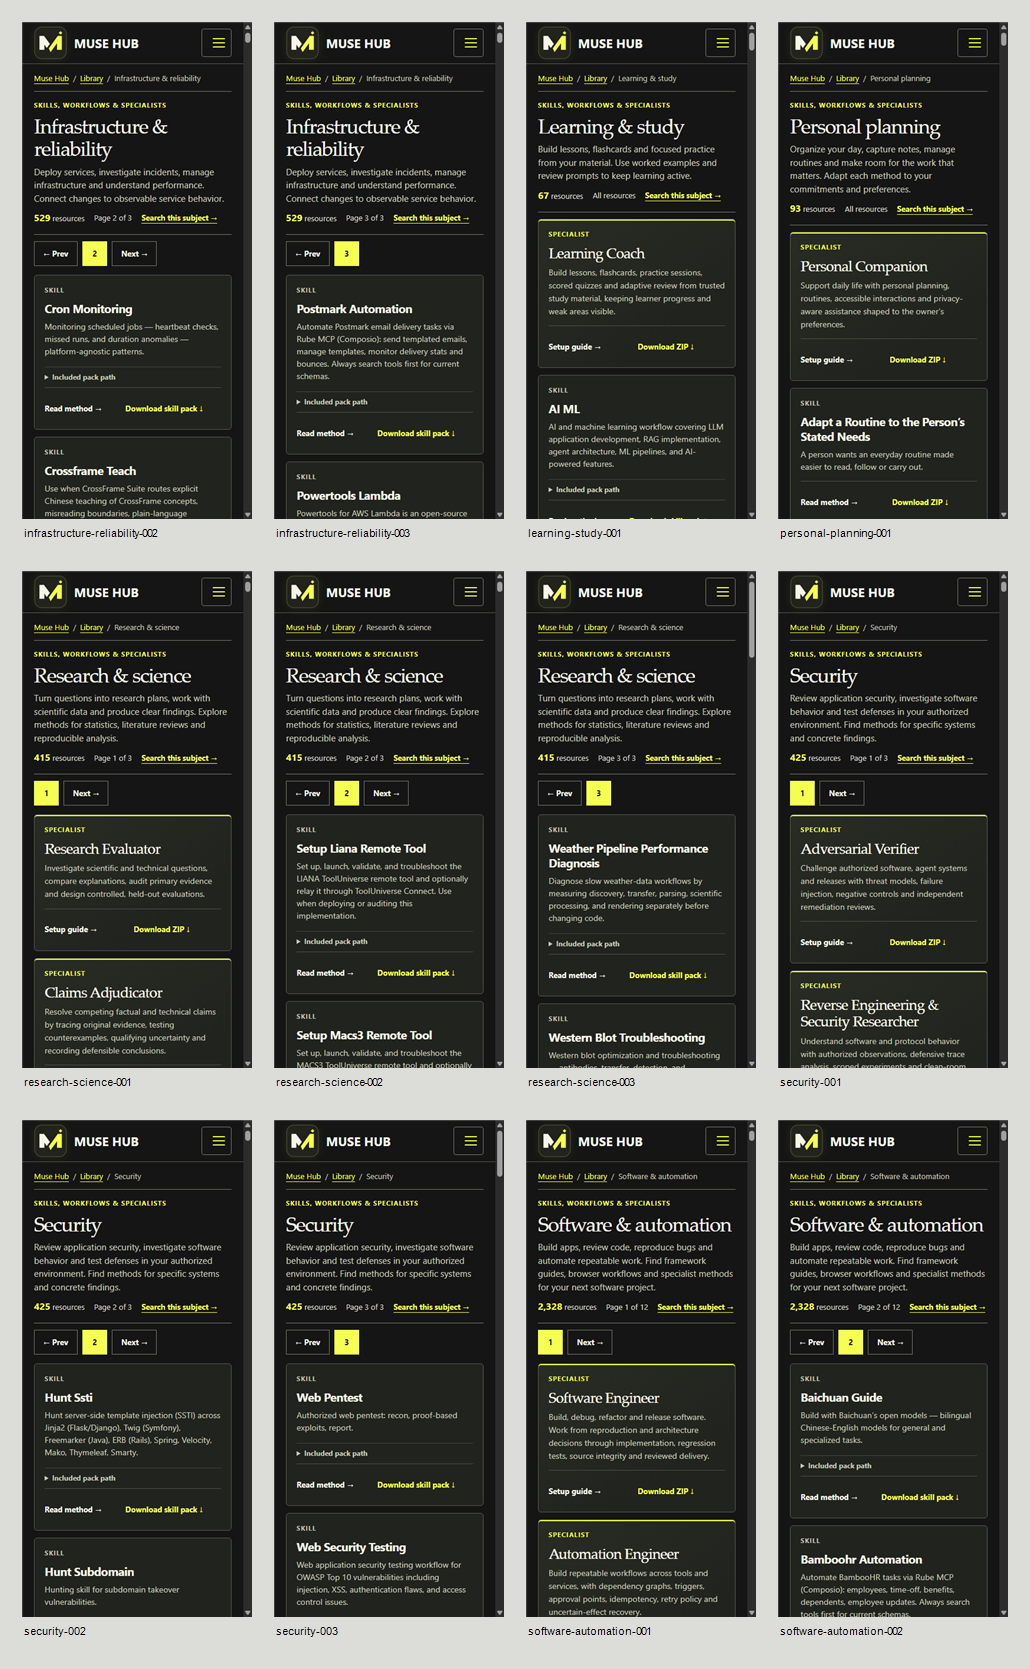 MUSE HUB
Muse Hub / Library / Infrastructure & reliability
SKILLS, WORKFLOWS & SPECIALISTS
Infrastructure &
reliability
Deploy services, investigate incidents, manage
infrastructure and understand performance.
Connect changes to observable service behavior.
529 resources Page 2 of 3 Search this subject →
← Prev 2 Next →
SKILL
Cron Monitoring
Monitoring scheduled jobs — heartbeat checks,
missed runs, and duration anomalies —
platform-agnostic patterns.
▸ Included pack path
Read method → Download skill pack ↓
SKILL
Crossframe Teach
Use when CrossFrame Suite routes explicit
Chinese teaching of CrossFrame concepts,
misreading boundaries, plain-language
infrastructure-reliability-002
MUSE HUB
Muse Hub / Library / Infrastructure & reliability
SKILLS, WORKFLOWS & SPECIALISTS
Infrastructure &
reliability
Deploy services, investigate incidents, manage
infrastructure and understand performance.
Connect changes to observable service behavior.
529 resources Page 3 of 3 Search this subject →
← Prev 3
SKILL
Postmark Automation
Automate Postmark email delivery tasks via
Rube MCP (Composio): send templated emails,
manage templates, monitor delivery stats and
bounces. Always search tools first for current
schemas.
▸ Included pack path
Read method → Download skill pack ↓
SKILL
Powertools Lambda
Powertools for AWS Lambda is an open-source
infrastructure-reliability-003
MUSE HUB
Muse Hub / Library / Learning & study
SKILLS, WORKFLOWS & SPECIALISTS
Learning & study
Build lessons, flashcards and focused practice
from your material. Use worked examples and
review prompts to keep learning active.
67 resources All resources Search this subject →
SPECIALIST
Learning Coach
Build lessons, flashcards, practice sessions,
scored quizzes and adaptive review from trusted
study material, keeping learner progress and
weak areas visible.
Setup guide → Download ZIP ↓
SKILL
AI ML
AI and machine learning workflow covering LLM
application development, RAG implementation,
agent architecture, ML pipelines, and AI-
powered features.
▸ Included pack path
learning-study-001
MUSE HUB
Muse Hub / Library / Personal planning
SKILLS, WORKFLOWS & SPECIALISTS
Personal planning
Organize your day, capture notes, manage
routines and make room for the work that
matters. Adapt each method to your
commitments and preferences.
93 resources All resources Search this subject →
SPECIALIST
Personal Companion
Support daily life with personal planning,
routines, accessible interactions and privacy-
aware assistance shaped to the owner's
preferences.
Setup guide → Download ZIP ↓
SKILL
Adapt a Routine to the Person's
Stated Needs
A person wants an everyday routine made
easier to read, follow or carry out.
Read method → Download ZIP ↓
personal-planning-001
MUSE HUB
Muse Hub / Library / Research & science
SKILLS, WORKFLOWS & SPECIALISTS
Research & science
Turn questions into research plans, work with
scientific data and produce clear findings. Explore
methods for statistics, literature reviews and
reproducible analysis.
415 resources Page 1 of 3 Search this subject →
1 Next →
SPECIALIST
Research Evaluator
Investigate scientific and technical questions,
compare explanations, audit primary evidence
and design controlled, held-out evaluations.
Setup guide → Download ZIP ↓
SPECIALIST
Claims Adjudicator
Resolve competing factual and technical claims
by tracing original evidence, testing
counterexamples, qualifying uncertainty and
recording defensible conclusions.
research-science-001
MUSE HUB
Muse Hub / Library / Research & science
SKILLS, WORKFLOWS & SPECIALISTS
Research & science
Turn questions into research plans, work with
scientific data and produce clear findings. Explore
methods for statistics, literature reviews and
reproducible analysis.
415 resources Page 2 of 3 Search this subject →
← Prev 2 Next →
SKILL
Setup Liana Remote Tool
Set up, launch, validate, and troubleshoot the
LIANA ToolUniverse remote tool and optionally
relay it through ToolUniverse Connect. Use
when deploying or auditing this
implementation.
▸ Included pack path
Read method → Download skill pack ↓
SKILL
Setup Macs3 Remote Tool
Set up, launch, validate, and troubleshoot the
MACS3 ToolUniverse remote tool and optionally
research-science-002
MUSE HUB
Muse Hub / Library / Research & science
SKILLS, WORKFLOWS & SPECIALISTS
Research & science
Turn questions into research plans, work with
scientific data and produce clear findings. Explore
methods for statistics, literature reviews and
reproducible analysis.
415 resources Page 3 of 3 Search this subject →
← Prev 3
SKILL
Weather Pipeline Performance
Diagnosis
Diagnose slow weather-data workflows by
measuring discovery, transfer, parsing, scientific
processing, and rendering separately before
changing code.
▸ Included pack path
Read method → Download skill pack ↓
SKILL
Western Blot Troubleshooting
Western blot optimization and troubleshooting
research-science-003
MUSE HUB
Muse Hub / Library / Security
SKILLS, WORKFLOWS & SPECIALISTS
Security
Review application security, investigate software
behavior and test defenses in your authorized
environment. Find methods for specific systems
and concrete findings.
425 resources Page 1 of 3 Search this subject →
1 Next →
SPECIALIST
Adversarial Verifier
Challenge authorized software, agent systems
and releases with threat models, failure
injection, negative controls and independent
remediation reviews.
Setup guide → Download ZIP ↓
SPECIALIST
Reverse Engineering &
Security Researcher
Understand software and protocol behavior
with authorized observations, defensive trace
analysis, scoped experiments and clean-room
security-001
MUSE HUB
Muse Hub / Library / Security
SKILLS, WORKFLOWS & SPECIALISTS
Security
Review application security, investigate software
behavior and test defenses in your authorized
environment. Find methods for specific systems
and concrete findings.
425 resources Page 2 of 3 Search this subject →
← Prev 2 Next →
SKILL
Hunt Ssti
Hunt server-side template injection (SSTI) across
Jinja2 (Flask/Django), Twig (Symfony),
Freemarker (Java), ERB (Rails), Spring, Velocity,
Mako, Thymeleaf, Smarty.
▸ Included pack path
Read method → Download skill pack ↓
SKILL
Hunt Subdomain
Hunting skill for subdomain takeover
vulnerabilities.
security-002
MUSE HUB
Muse Hub / Library / Security
SKILLS, WORKFLOWS & SPECIALISTS
Security
Review application security, investigate software
behavior and test defenses in your authorized
environment. Find methods for specific systems
and concrete findings.
425 resources Page 3 of 3 Search this subject →
← Prev 3
SKILL
Web Pentest
Authorized web pentest: recon, proof-based
exploits, report.
▸ Included pack path
Read method → Download skill pack ↓
SKILL
Web Security Testing
Web application security testing workflow for
OWASP Top 10 vulnerabilities including
injection, XSS, authentication flaws, and access
control issues.
security-003
MUSE HUB
Muse Hub / Library / Software & automation
SKILLS, WORKFLOWS & SPECIALISTS
Software & automation
Build apps, review code, reproduce bugs and
automate repeatable work. Find framework
guides, browser workflows and specialist methods
for your next software project.
2,328 resources Page 1 of 12 Search this subject →
1 Next →
SPECIALIST
Software Engineer
Build, debug, refactor and release software.
Work from reproduction and architecture
decisions through implementation, regression
tests, source integrity and reviewed delivery.
Setup guide → Download ZIP ↓
SPECIALIST
Automation Engineer
Build repeatable workflows across tools and
services, with dependency graphs, triggers,
approval points, idempotency, retry policy and
uncertain-effect recovery.
software-automation-001
MUSE HUB
Muse Hub / Library / Software & automation
SKILLS, WORKFLOWS & SPECIALISTS
Software & automation
Build apps, review code, reproduce bugs and
automate repeatable work. Find framework
guides, browser workflows and specialist methods
for your next software project.
2,328 resources Page 2 of 12 Search this subject →
← Prev 2 Next →
SKILL
Baichuan Guide
Build with Baichuan's open models — bilingual
Chinese-English models for general and
specialized tasks.
▸ Included pack path
Read method → Download skill pack ↓
SKILL
Bamboohr Automation
Automate BambooHR tasks via Rube MCP
(Composio): employees, time-off, benefits,
dependents, employee updates. Always search
tools first for current schemas.
software-automation-002